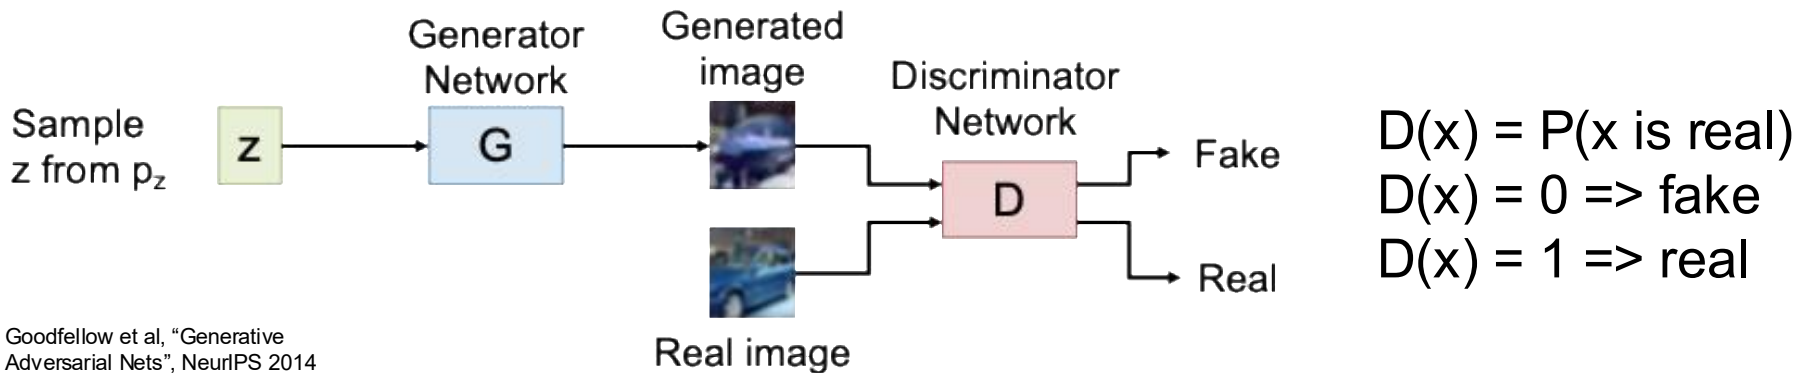 Sample
z from pz
z
Generator
Network
G
Generated
image
Real image
Discriminator
Network
D
Fake
Real
D(x) = P(x is real)
D(x) = 0 => fake
D(x) = 1 => real
Goodfellow et al, “Generative
Adversarial Nets”, NeurIPS 2014